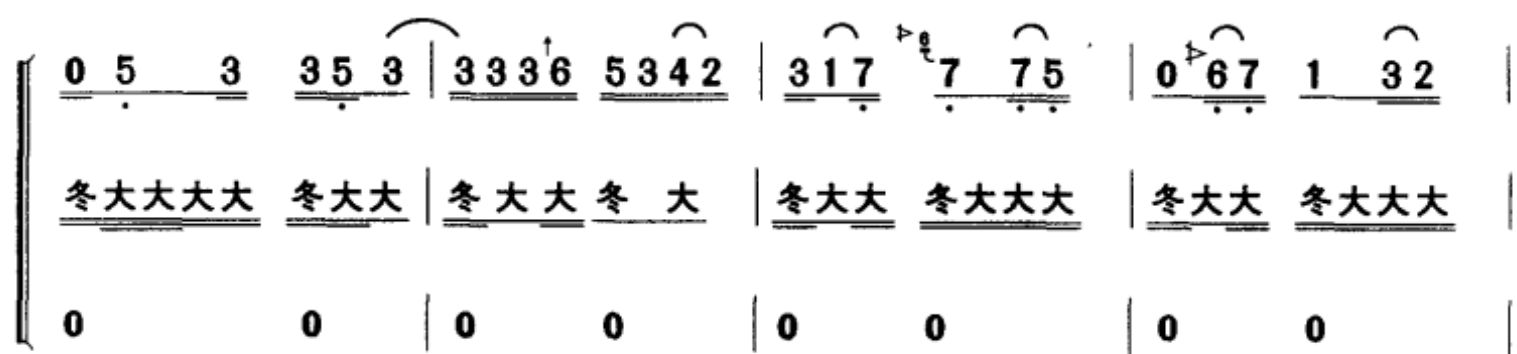 0 5 3 3 5 3 | 3 3 3 6 5 3 4 2 | 3 1 7 6 7 7 5 | 0 6 7 1 3 2 |
冬大大大大 冬大大 | 冬大大 冬 大 | 冬大大 冬大大大 | 冬大大 冬大大大 |
0 0 | 0 0 | 0 0 | 0 0 |